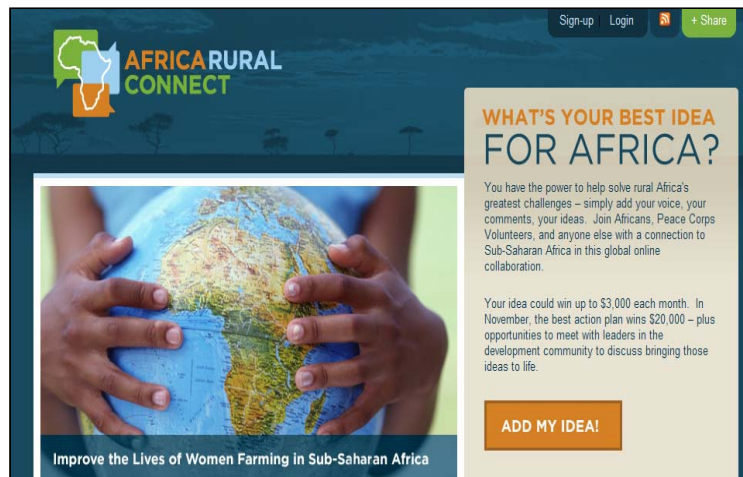 Sign-up Login + Share
AFRICA RURAL
CONNECT
WHAT'S YOUR BEST IDEA
FOR AFRICA?
You have the power to help solve rural Africa's
greatest challenges – simply add your voice, your
comments, your ideas. Join Africans, Peace Corps
Volunteers, and anyone else with a connection to
Sub-Saharan Africa in this global online
collaboration.
Your idea could win up to $3,000 each month. In
November, the best action plan wins $20,000 – plus
opportunities to meet with leaders in the
development community to discuss bringing those
ideas to life.
ADD MY IDEA!
Improve the Lives of Women Farming in Sub-Saharan Africa